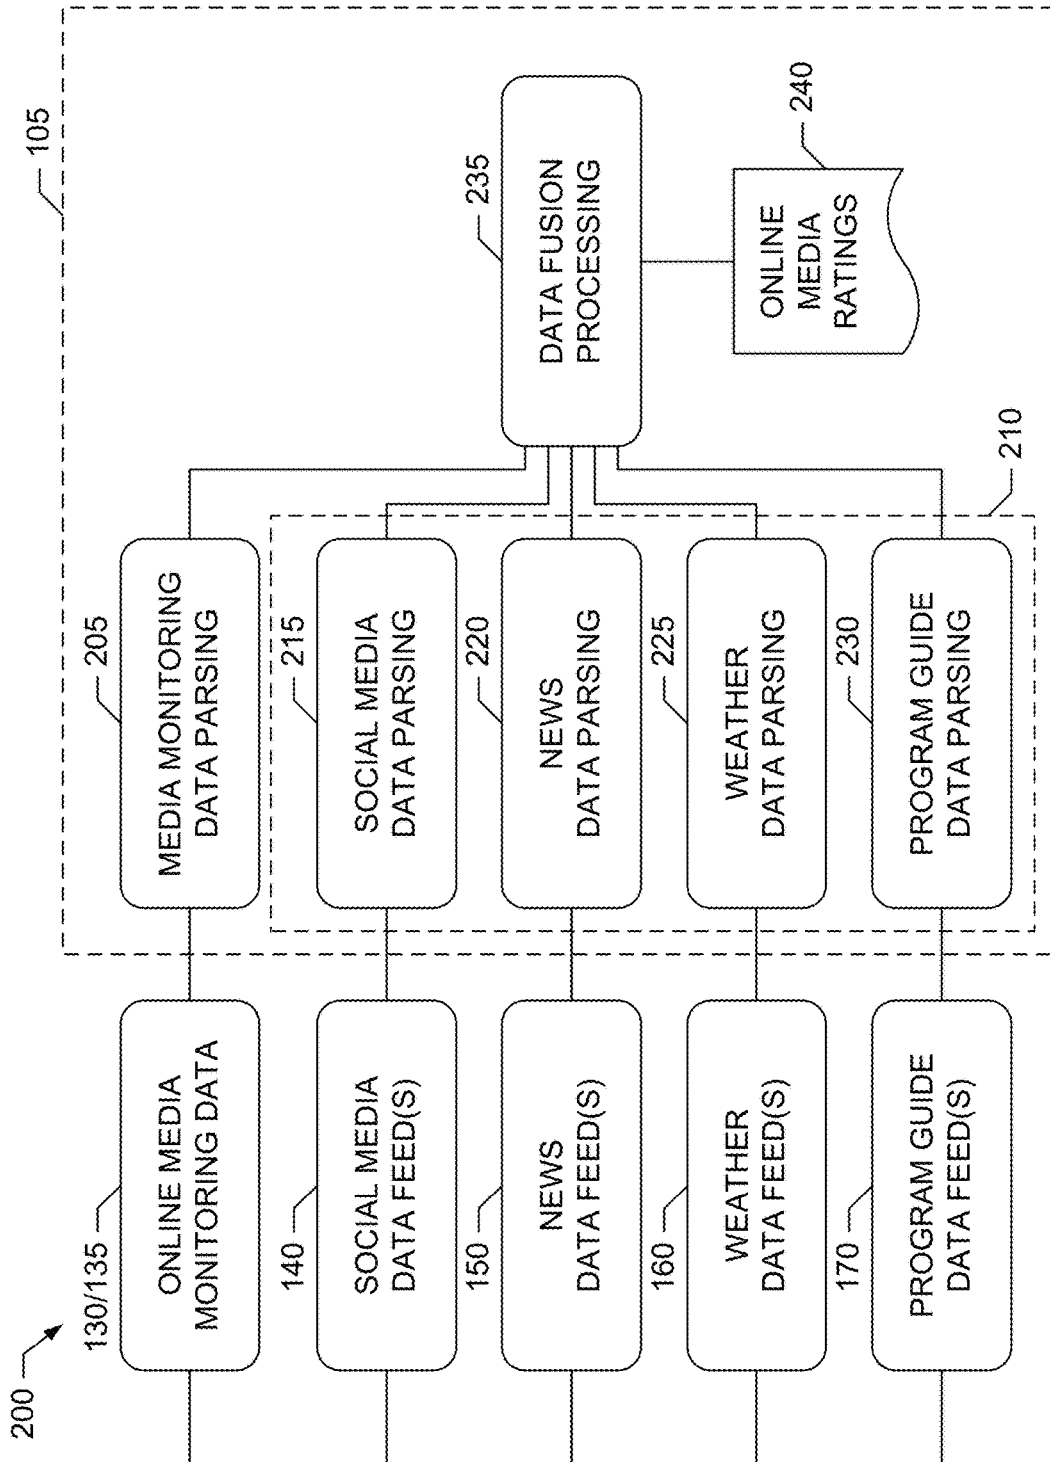 200
105
130/135
ONLINE MEDIA
MONITORING DATA
205
MEDIA MONITORING
DATA PARSING
140
SOCIAL MEDIA
DATA FEED(S)
215
SOCIAL MEDIA
DATA PARSING
150
NEWS
DATA FEED(S)
220
NEWS
DATA PARSING
160
WEATHER
DATA FEED(S)
225
WEATHER
DATA PARSING
170
PROGRAM GUIDE
DATA FEED(S)
230
PROGRAM GUIDE
DATA PARSING
210
235
DATA FUSION
PROCESSING
240
ONLINE
MEDIA
RATINGS